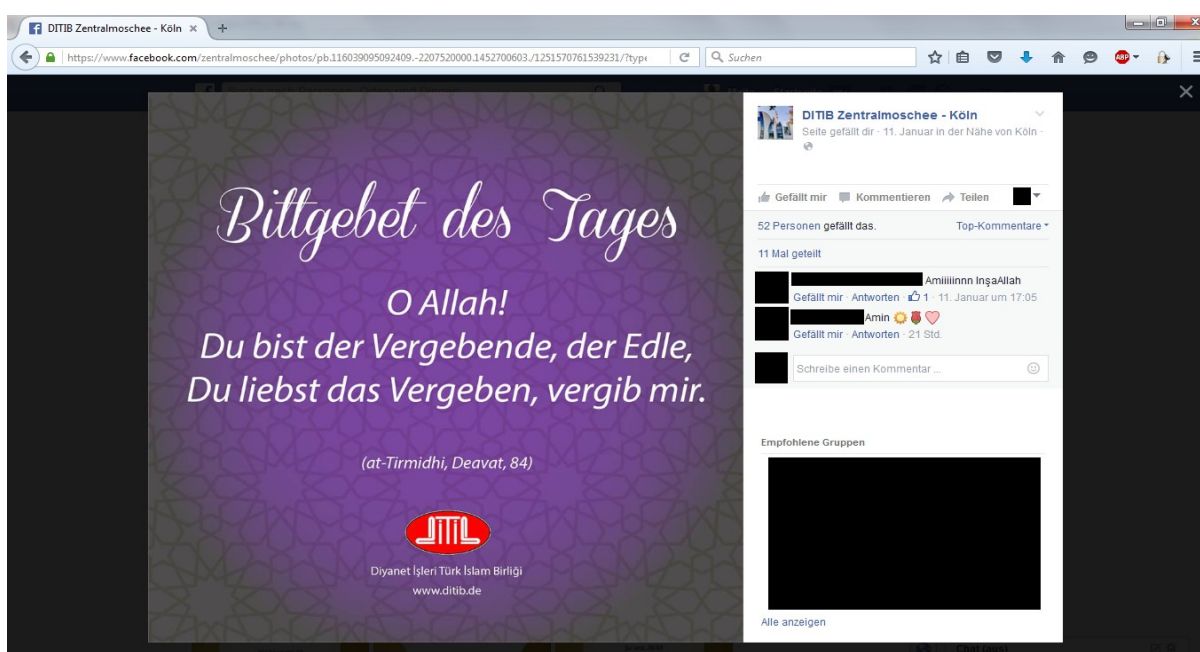 DITIB Zentralmoschee - Köln
https://www.facebook.com/zentralmoschee/photos/pb.116039095092409.-2207520000.1452700603./1251570761539231/?type
Suchen
ABP
Bittgebet des Tages
O Allah!
Du bist der Vergebende, der Edle,
Du liebst das Vergeben, vergib mir.
(at-Tirmidhi, Deavat, 84)
DITIB
Diyanet İşleri Türk İslam Birliği
www.ditib.de
DITIB Zentralmoschee - Köln
Seite gefällt dir · 11. Januar in der Nähe von Köln ·
Gefällt mir Kommentieren Teilen
52 Personen gefällt das. Top-Kommentare
11 Mal geteilt
Amiiiiinnn InşaAllah
Gefällt mir · Antworten · 1 · 11. Januar um 17:05
Amin
Gefällt mir · Antworten · 21 Std.
Schreibe einen Kommentar ...
Empfohlene Gruppen
Alle anzeigen
Chat (aus)